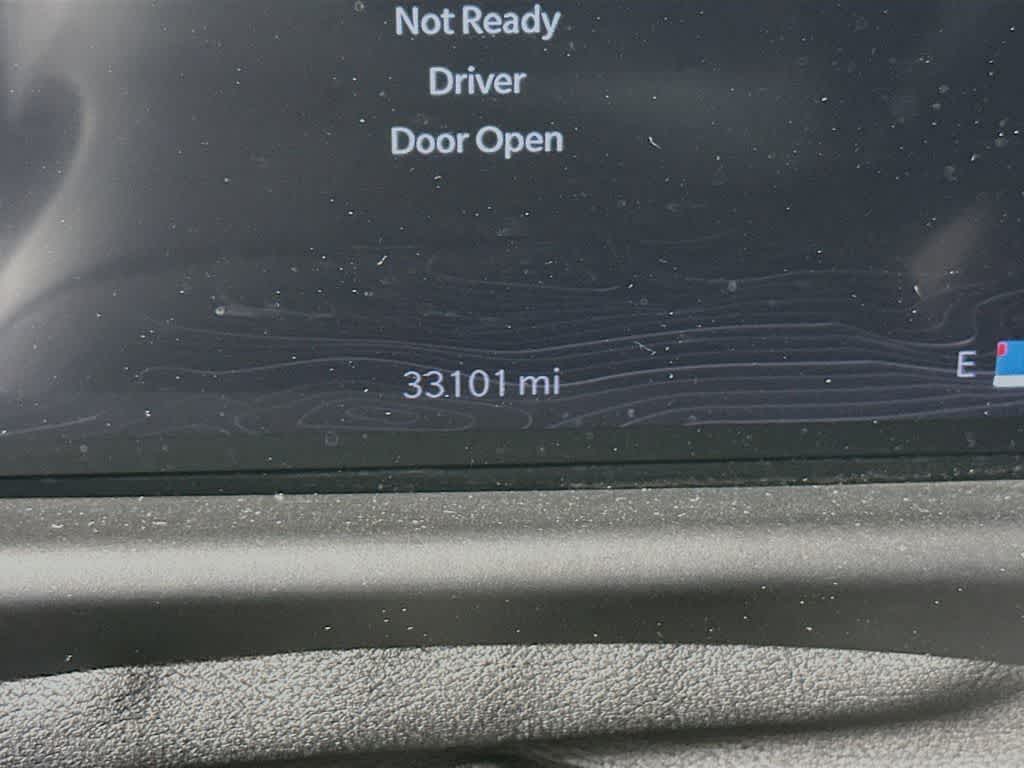 Not Ready
Driver
Door Open
33101 mi
E